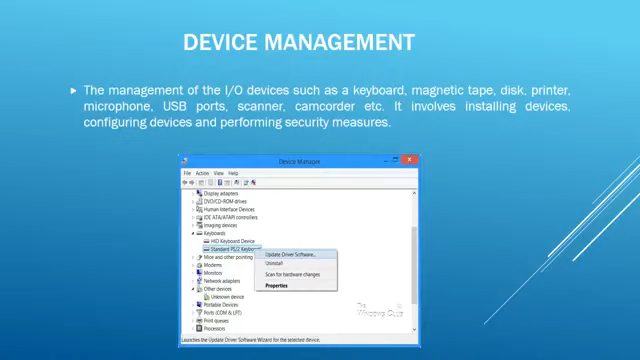 DEVICE MANAGEMENT
The management of the I/O devices such as a keyboard, magnetic tape, disk, printer,
microphone, USB ports, scanner, camcorder etc. It involves installing devices,
configuring devices and performing security measures.
Device Manager
File Action View Help
Display adapters
DVD/CD-ROM drives
Human Interface Devices
IDE ATA/ATAPI controllers
Imaging devices
Keyboards
HID Keyboard Device
Standard PS/2 Keyboard
Update Driver Software...
Mice and other pointing
Uninstall
Modems
Scan for hardware changes
Monitors
Network adapters
Properties
Other devices
Unknown device
Portable Devices
The
Ports (COM & LPT)
Windows Club
Print queues
Processors
Launches the Update Driver Software Wizard for the selected device.